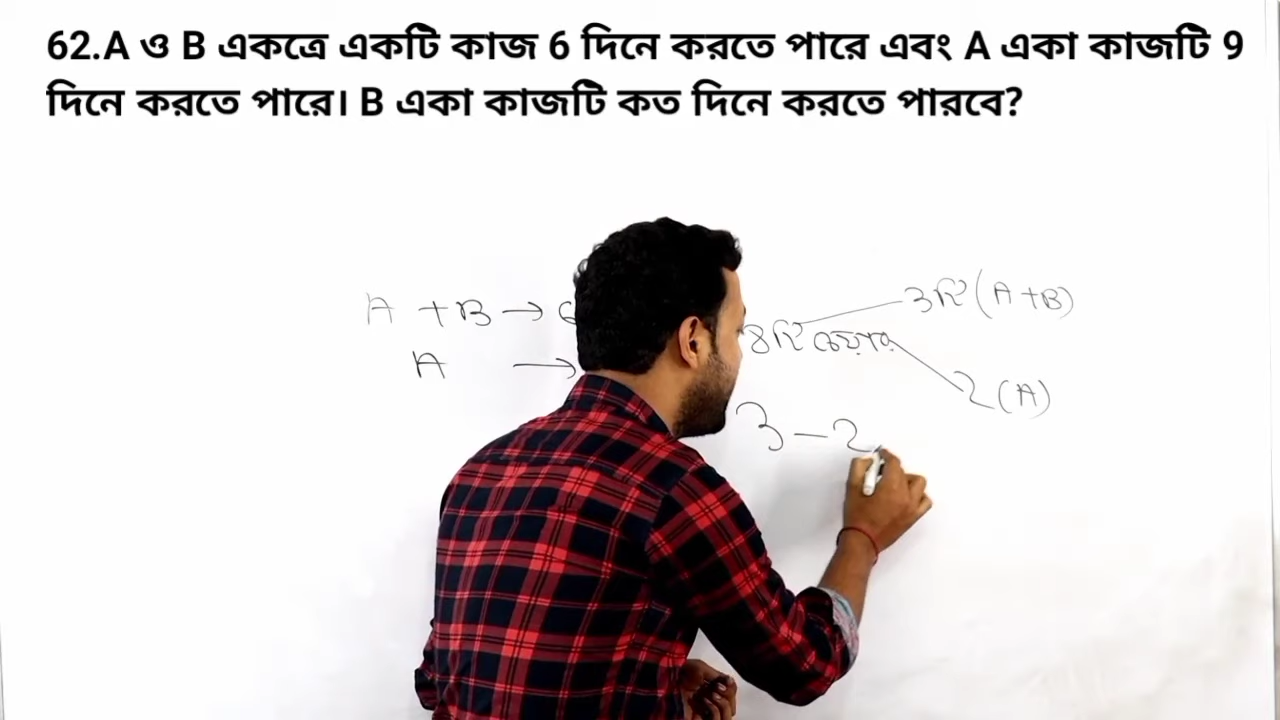 62.A ও B একত্রে একটি কাজ 6 দিনে করতে পারে এবং A একা কাজটি 9
দিনে করতে পারে। B একা কাজটি কত দিনে করতে পারবে?
A + B → 6
A →
3 (A+B)
2 (A)
3 – 2